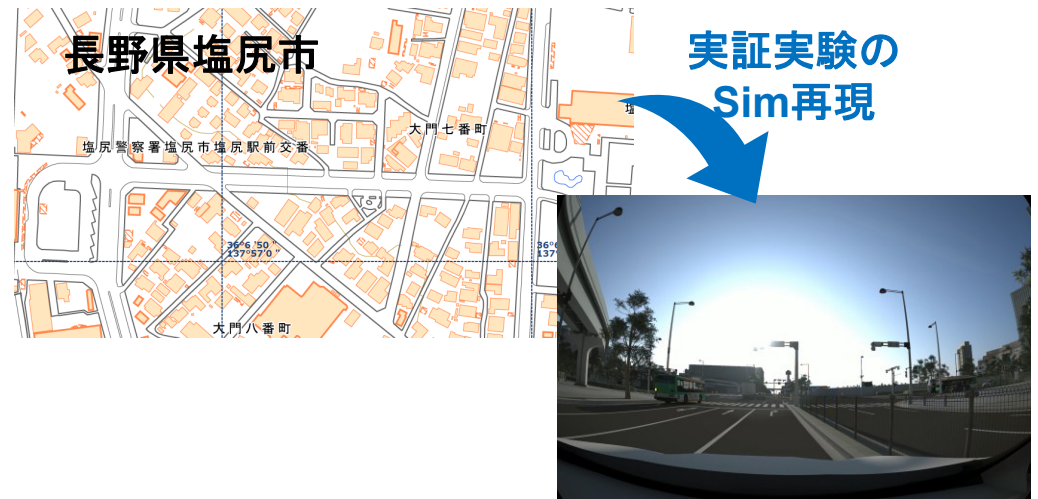 長野県塩尻市
実証実験の
Sim再現
大門七番町
塩尻警察署塩尻市塩尻駅前交番
36°6 '50 "
137°57'0 "
大門八番町